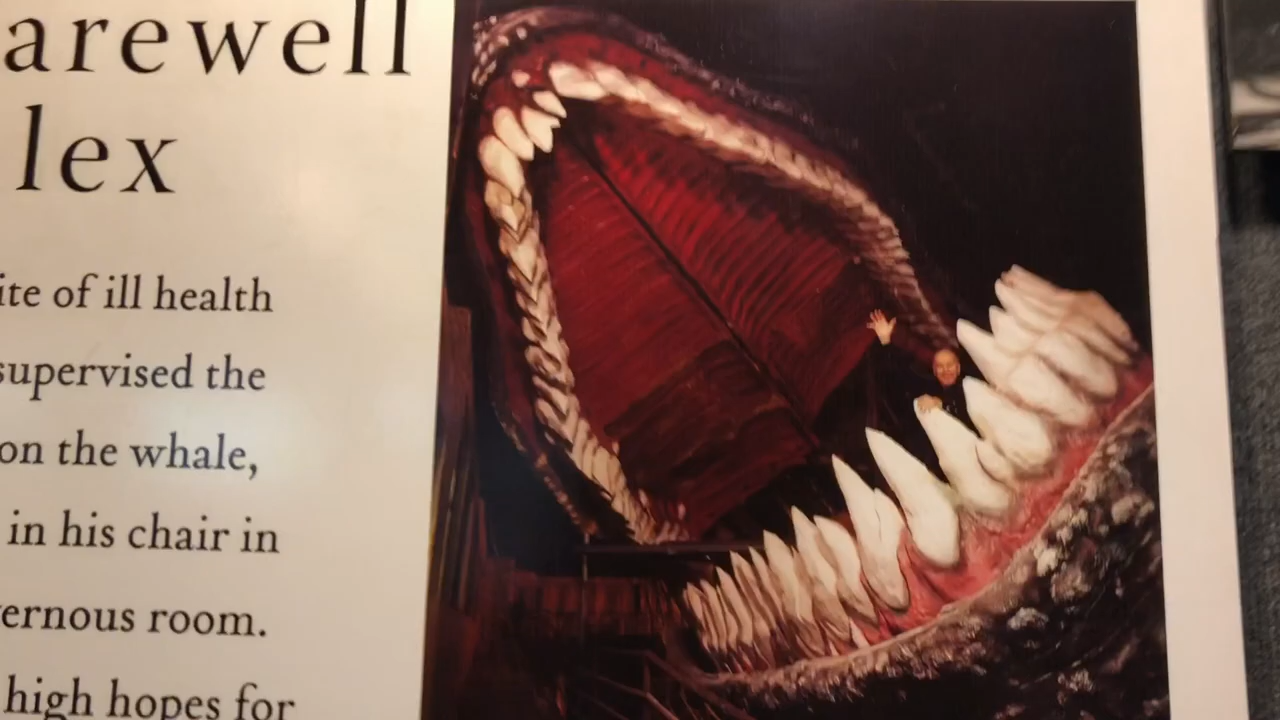 arewell
lex
ite of ill health
supervised the
on the whale,
in his chair in
ernous room.
high hopes for